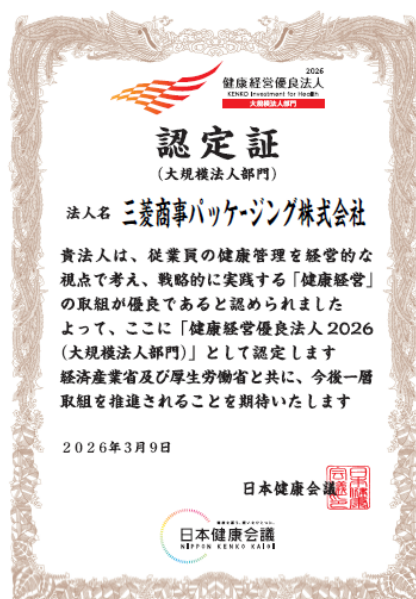 2026
健康経営優良法人
KENKO Investment for Health
大規模法人部門
認定証
(大規模法人部門)
法人名 三菱商事パッケージング株式会社
貴法人は、従業員の健康管理を経営的な
視点で考え、戦略的に実践する「健康経営」
の取組が優良であると認められました
よって、ここに「健康経営優良法人2026
(大規模法人部門)」として認定します
経済産業省及び厚生労働省と共に、今後一層
取組を推進されることを期待いたします
2026年3月9日
日本健康会議
日本健康会議
NIPPON KENKO KAIGI